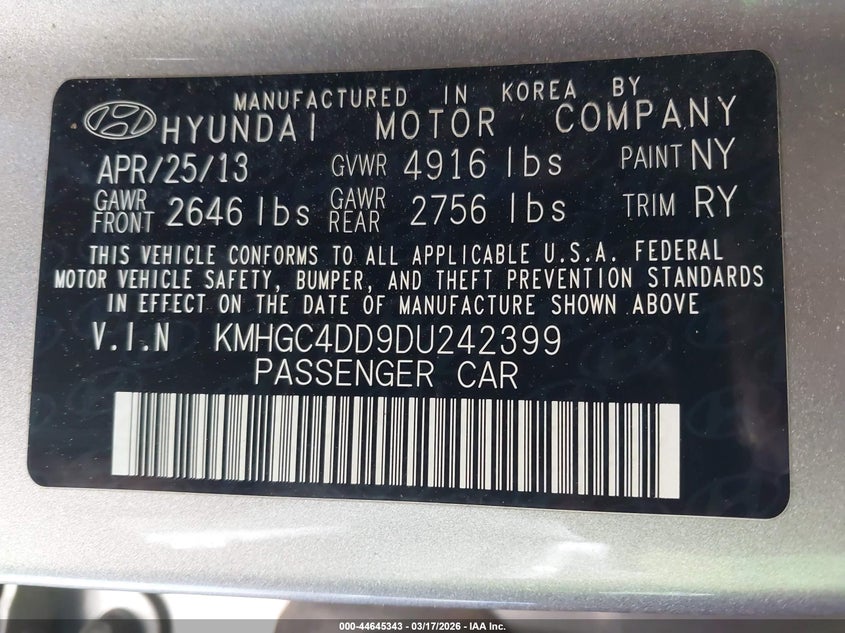 MANUFACTURED IN KOREA BY
HYUNDAI MOTOR COMPANY
APR/25/13 GVWR 4916 lbs PAINT NY
GAWR FRONT 2646 lbs GAWR REAR 2756 lbs TRIM RY
THIS VEHICLE CONFORMS TO ALL APPLICABLE U.S.A. FEDERAL
MOTOR VEHICLE SAFETY, BUMPER, AND THEFT PREVENTION STANDARDS
IN EFFECT ON THE DATE OF MANUFACTURE SHOWN ABOVE
V.I.N KMHGC4DD9DU242399
PASSENGER CAR
000-44645343 | 03/17/2026 - IAA Inc.